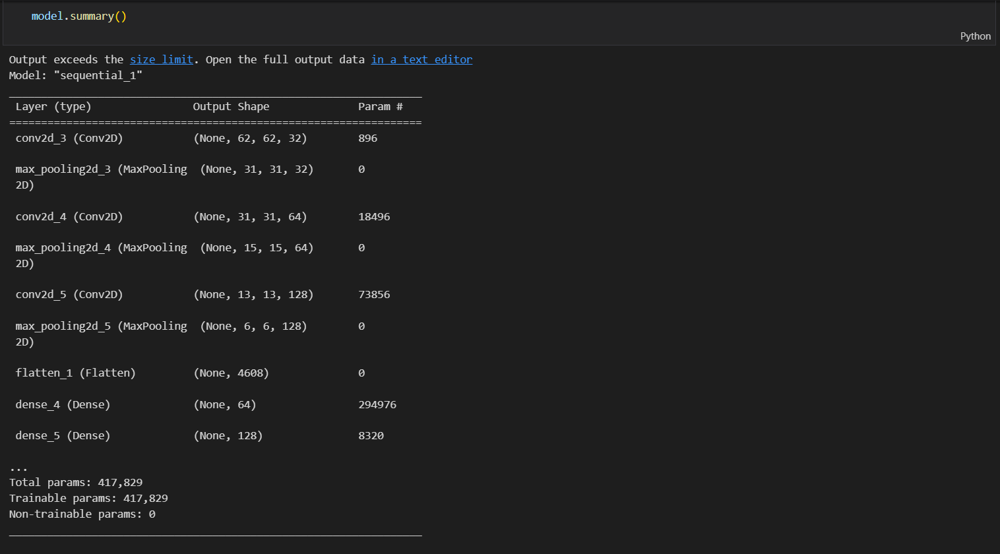 model.summary()
Python
Output exceeds the size limit. Open the full output data in a text editor
Model: "sequential_1"
_________________________________________________________________
 Layer (type)                Output Shape              Param #
=================================================================
 conv2d_3 (Conv2D)           (None, 62, 62, 32)        896
 max_pooling2d_3 (MaxPooling  (None, 31, 31, 32)       0
 2D)
 conv2d_4 (Conv2D)           (None, 31, 31, 64)        18496
 max_pooling2d_4 (MaxPooling  (None, 15, 15, 64)       0
 2D)
 conv2d_5 (Conv2D)           (None, 13, 13, 128)       73856
 max_pooling2d_5 (MaxPooling  (None, 6, 6, 128)        0
 2D)
 flatten_1 (Flatten)         (None, 4608)              0
 dense_4 (Dense)             (None, 64)                294976
 dense_5 (Dense)             (None, 128)               8320
...
Total params: 417,829
Trainable params: 417,829
Non-trainable params: 0
_________________________________________________________________